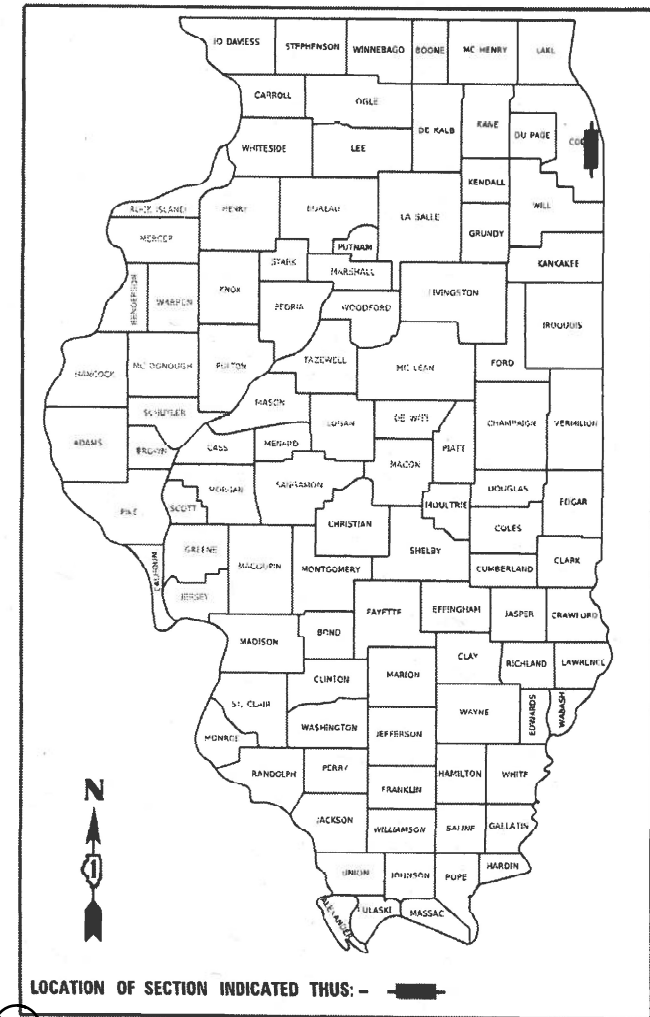 JO DAVIESS STEPHENSON WINNEBAGO BOONE MC HENRY LAKE
CARROLL OGLE
DE KALB KANE DU PAGE COOK
WHITESIDE LEE
KENDALL
ROCK ISLAND HENRY BUREAU LA SALLE WILL
MERCER PUTNAM GRUNDY
STARK MARSHALL KANKAKEE
HENDERSON WARREN KNOX PEORIA WOODFORD LIVINGSTON IROQUOIS
HANCOCK MC DONOUGH FULTON TAZEWELL MC LEAN FORD
MASON
SCHUYLER LOGAN DE WITT CHAMPAIGN VERMILION
ADAMS BROWN CASS MENARD PIATT
MACON
MORGAN SANGAMON DOUGLAS
PIKE SCOTT MOULTRIE EDGAR
CHRISTIAN COLES
GREENE SHELBY
CALHOUN MACOUPIN MONTGOMERY CUMBERLAND CLARK
JERSEY
FAYETTE EFFINGHAM JASPER CRAWFORD
MADISON BOND
CLAY RICHLAND LAWRENCE
CLINTON MARION
ST. CLAIR WAYNE EDWARDS WABASH
MONROE WASHINGTON JEFFERSON
RANDOLPH PERRY HAMILTON WHITE
N FRANKLIN
JACKSON WILLIAMSON SALINE GALLATIN
1 UNION JOHNSON POPE HARDIN
ALEXANDER PULASKI MASSAC
LOCATION OF SECTION INDICATED THUS: -